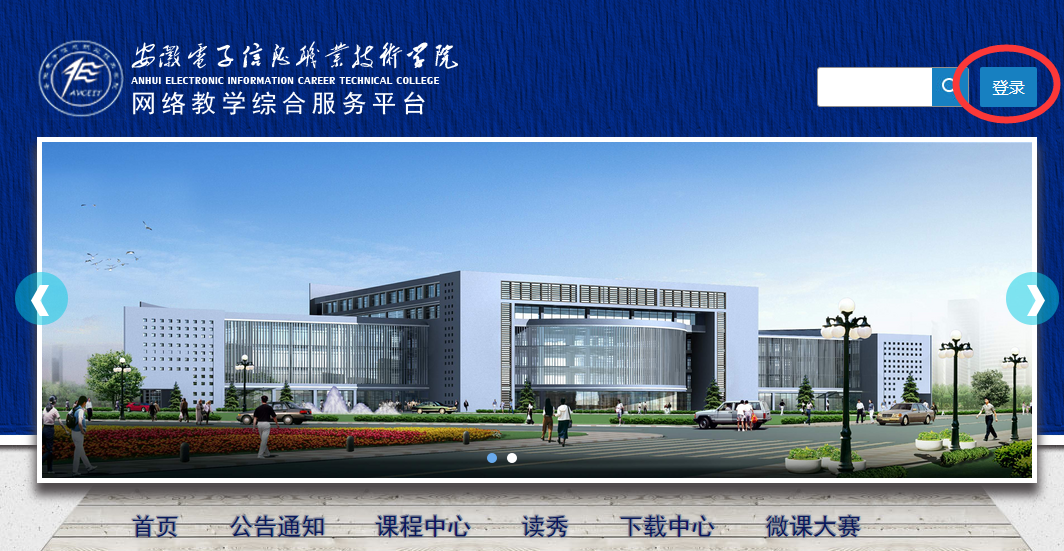 安徽電子信息職業技術學院
ANHUI ELECTRONIC INFORMATION CAREER TECHNICAL COLLEGE
网络教学综合服务平台
登录
AVCEIT
首页 公告通知 课程中心 读秀 下载中心 微课大赛